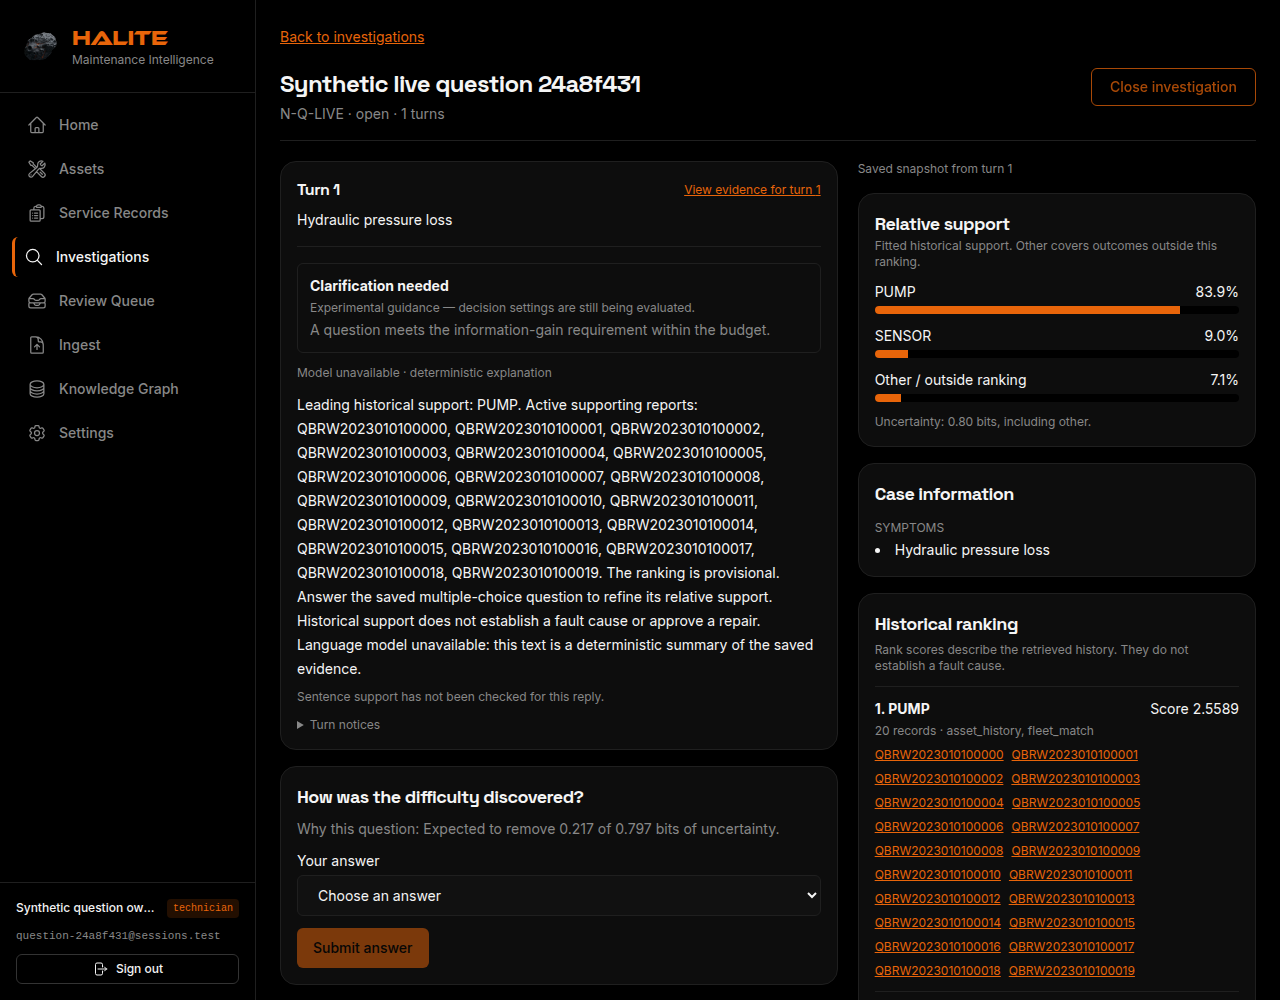 HALITE
Maintenance Intelligence
Home
Assets
Service Records
Investigations
Review Queue
Ingest
Knowledge Graph
Settings
Synthetic question ow...
technician
question-24a8f431@sessions.test
Sign out
Back to investigations
Synthetic live question 24a8f431
N-Q-LIVE · open · 1 turns
Close investigation
Turn 1
View evidence for turn 1
Hydraulic pressure loss
Clarification needed
Experimental guidance — decision settings are still being evaluated.
A question meets the information-gain requirement within the budget.
Model unavailable · deterministic explanation
Leading historical support: PUMP. Active supporting reports:
QBRW2023010100000, QBRW2023010100001, QBRW2023010100002,
QBRW2023010100003, QBRW2023010100004, QBRW2023010100005,
QBRW2023010100006, QBRW2023010100007, QBRW2023010100008,
QBRW2023010100009, QBRW2023010100010, QBRW2023010100011,
QBRW2023010100012, QBRW2023010100013, QBRW2023010100014,
QBRW2023010100015, QBRW2023010100016, QBRW2023010100017,
QBRW2023010100018, QBRW2023010100019. The ranking is provisional.
Answer the saved multiple-choice question to refine its relative support.
Historical support does not establish a fault cause or approve a repair.
Language model unavailable: this text is a deterministic summary of the saved
evidence.
Sentence support has not been checked for this reply.
Turn notices
How was the difficulty discovered?
Why this question: Expected to remove 0.217 of 0.797 bits of uncertainty.
Your answer
Choose an answer
Submit answer
Saved snapshot from turn 1
Relative support
Fitted historical support. Other covers outcomes outside this
ranking.
PUMP 83.9%
SENSOR 9.0%
Other / outside ranking 7.1%
Uncertainty: 0.80 bits, including other.
Case information
SYMPTOMS
Hydraulic pressure loss
Historical ranking
Rank scores describe the retrieved history. They do not
establish a fault cause.
1. PUMP Score 2.5589
20 records · asset_history, fleet_match
QBRW2023010100000 QBRW2023010100001
QBRW2023010100002 QBRW2023010100003
QBRW2023010100004 QBRW2023010100005
QBRW2023010100006 QBRW2023010100007
QBRW2023010100008 QBRW2023010100009
QBRW2023010100010 QBRW2023010100011
QBRW2023010100012 QBRW2023010100013
QBRW2023010100014 QBRW2023010100015
QBRW2023010100016 QBRW2023010100017
QBRW2023010100018 QBRW2023010100019